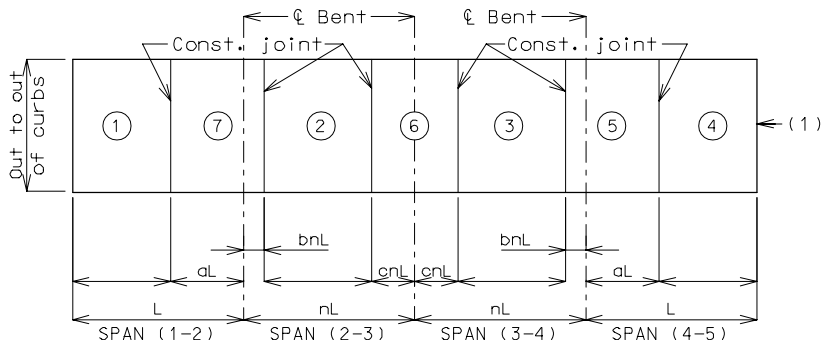 ℄ Bent ℄ Bent
Const. joint Const. joint
Out to out
of curbs
1 7 2 6 3 5 4 (1)
bnL bnL
aL cnL cnL aL
L nL nL L
SPAN (1-2) SPAN (2-3) SPAN (3-4) SPAN (4-5)